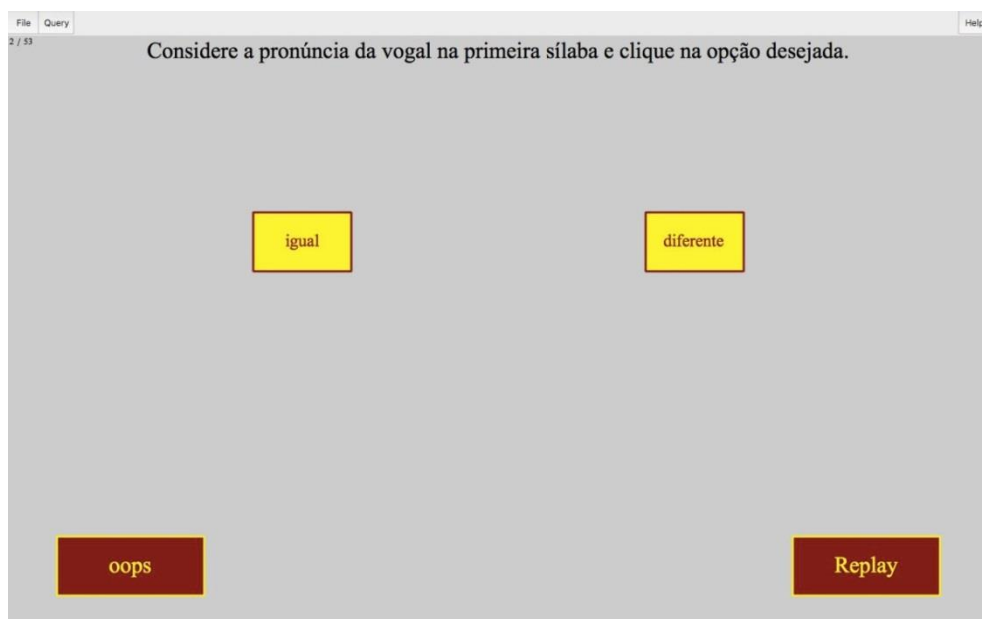 File Query Help
2 / 53
Considere a pronúncia da vogal na primeira sílaba e clique na opção desejada.
igual diferente
oops Replay